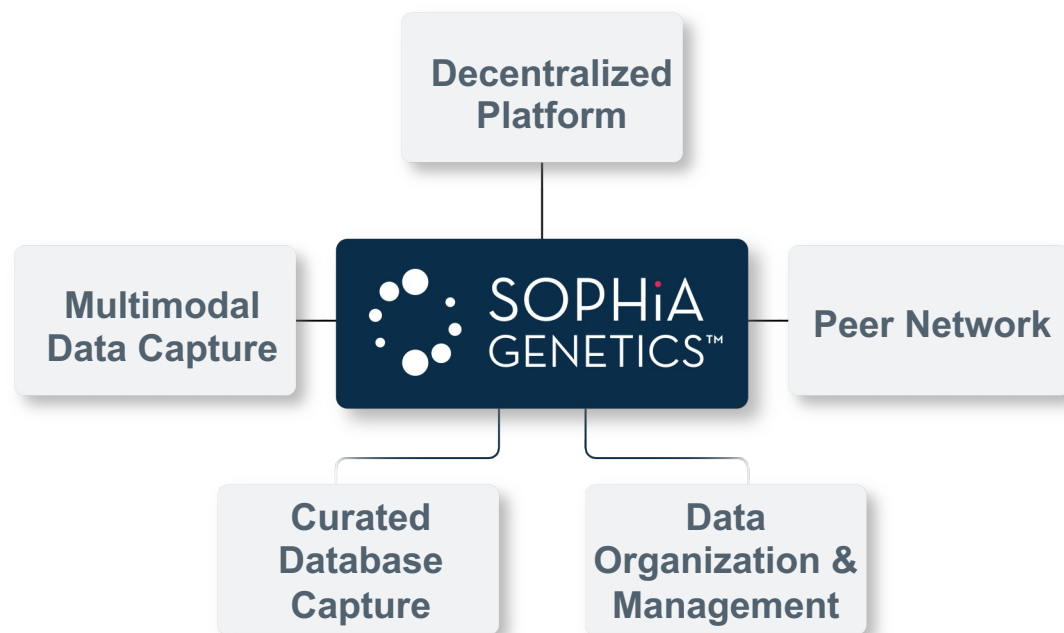 Decentralized
Platform
Multimodal
Data Capture
SOPHiA
GENETICS™
Peer Network
Curated
Database
Capture
Data
Organization &
Management